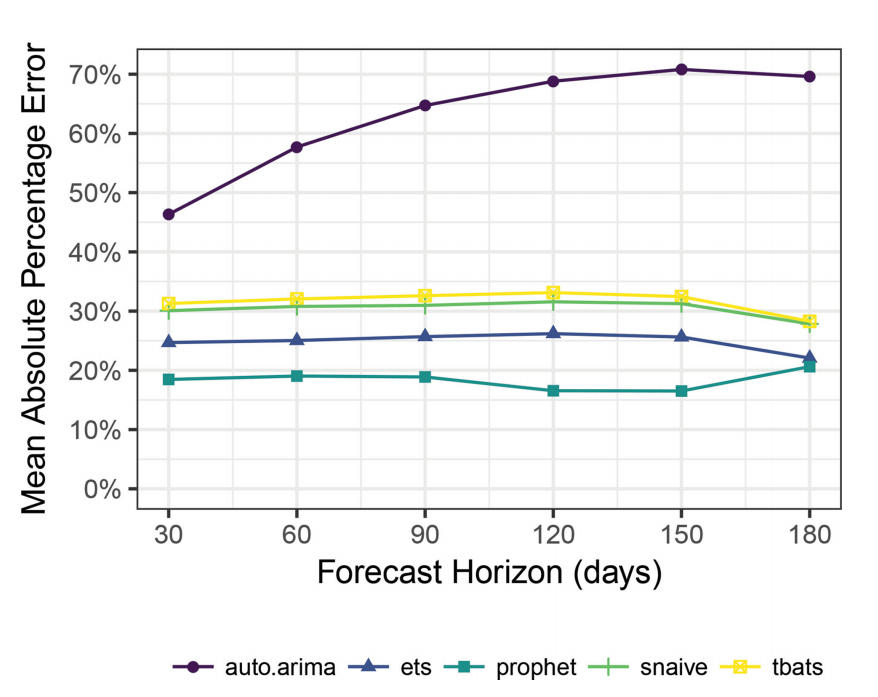 Mean Absolute Percentage Error
70%
60%
50%
40%
30%
20%
10%
0%
30 60 90 120 150 180
Forecast Horizon (days)
auto.arima ets prophet snaive tbats